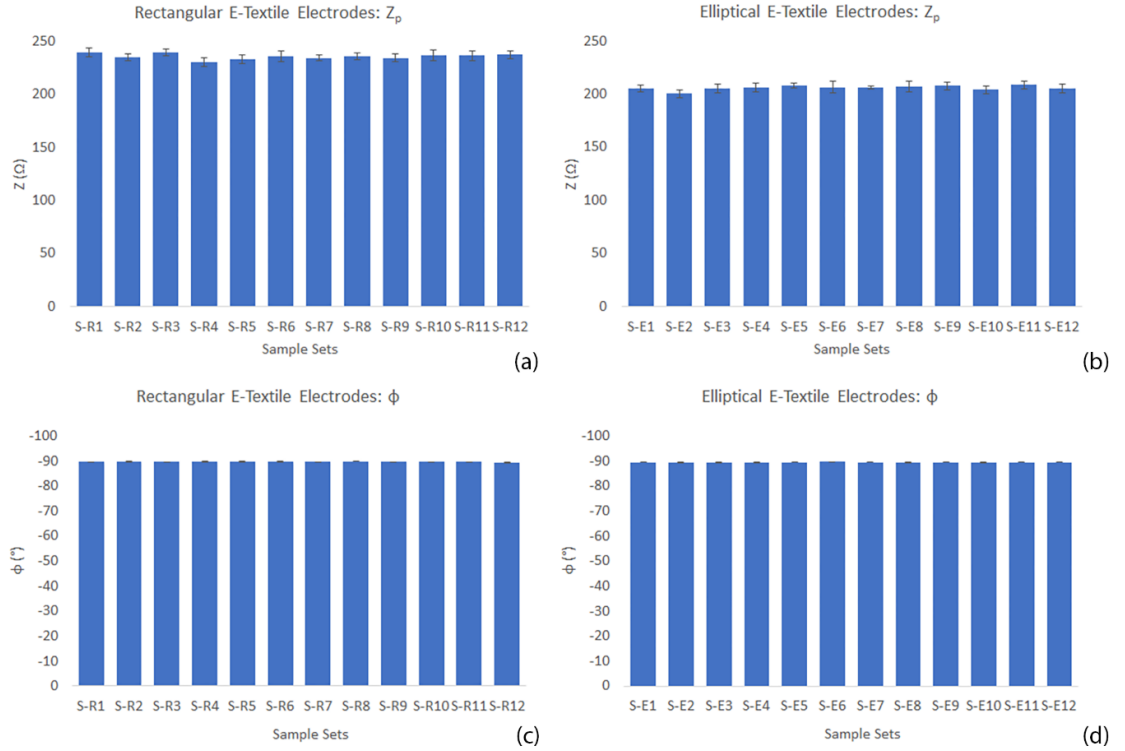 Rectangular E-Textile Electrodes: Zp
250
200
150
100
50
0
Z (Ω)
S-R1 S-R2 S-R3 S-R4 S-R5 S-R6 S-R7 S-R8 S-R9 S-R10 S-R11 S-R12
Sample Sets
(a)
Elliptical E-Textile Electrodes: Zp
250
200
150
100
50
0
Z (Ω)
S-E1 S-E2 S-E3 S-E4 S-E5 S-E6 S-E7 S-E8 S-E9 S-E10 S-E11 S-E12
Sample Sets
(b)
Rectangular E-Textile Electrodes: ϕ
-100
-90
-80
-70
-60
-50
-40
-30
-20
-10
0
ϕ (°)
S-R1 S-R2 S-R3 S-R4 S-R5 S-R6 S-R7 S-R8 S-R9 S-R10 S-R11 S-R12
Sample Sets
(c)
Elliptical E-Textile Electrodes: ϕ
-100
-90
-80
-70
-60
-50
-40
-30
-20
-10
0
ϕ (°)
S-E1 S-E2 S-E3 S-E4 S-E5 S-E6 S-E7 S-E8 S-E9 S-E10 S-E11 S-E12
Sample Sets
(d)